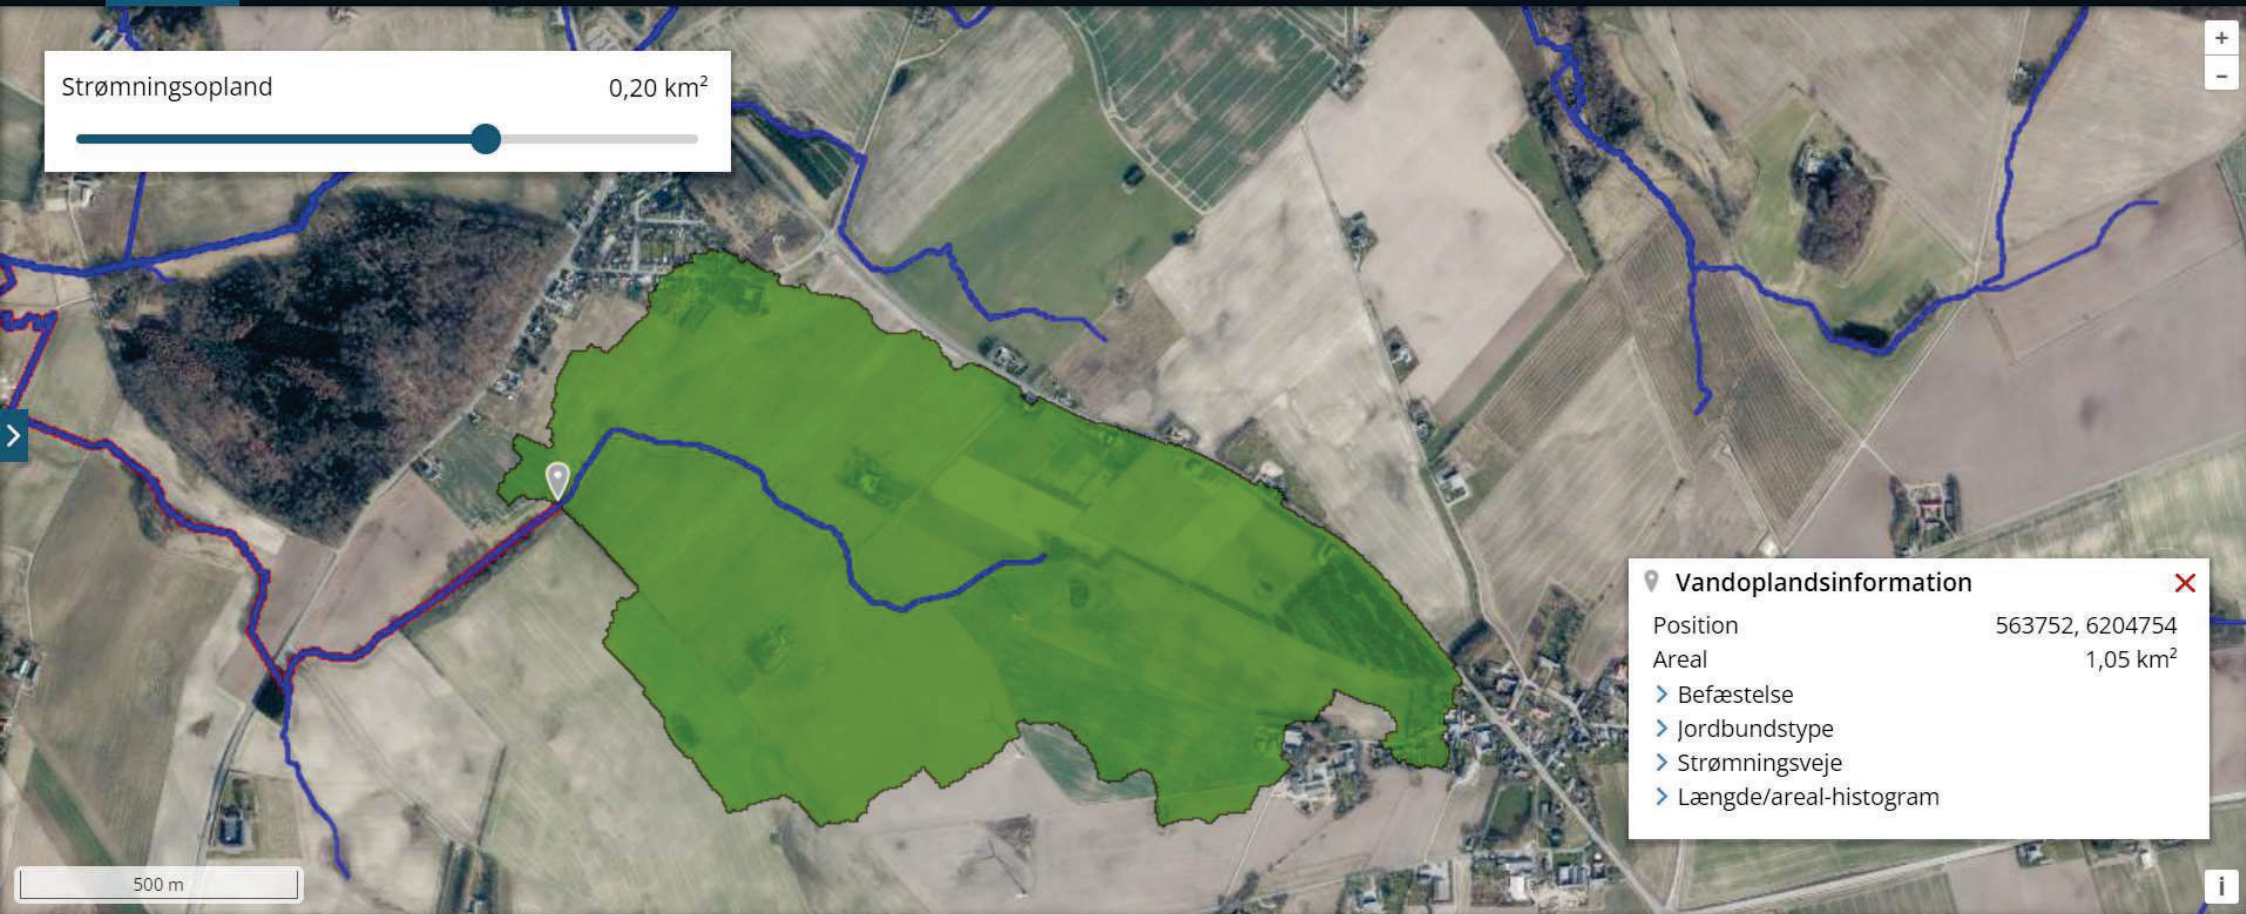 Strømningsopland 0,20 km²
+
−
Vandoplandsinformation
Position 563752, 6204754
Areal 1,05 km²
Befæstelse
Jordbundstype
Strømningsveje
Længde/areal-histogram
500 m
i